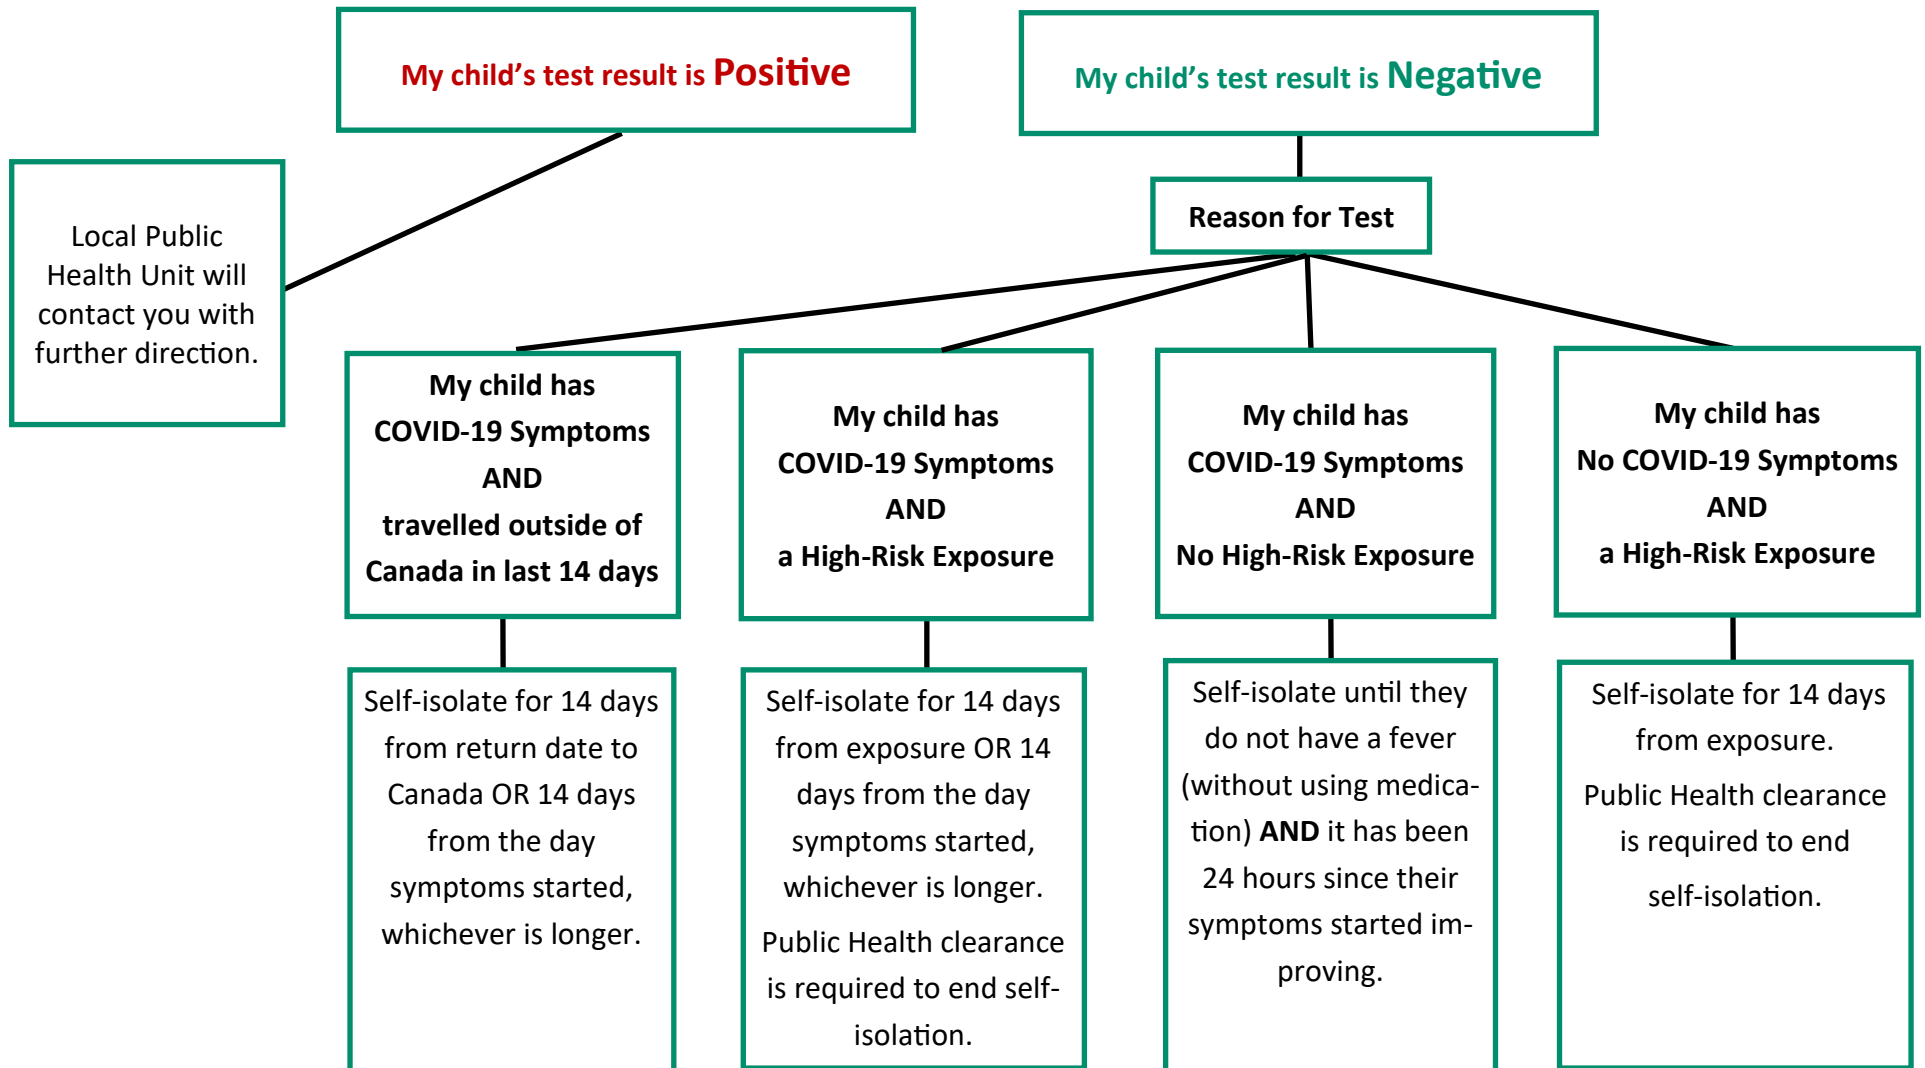 My child's test result is Positive
My child's test result is Negative
Local Public
Health Unit will
contact you with
further direction.
Reason for Test
My child has
COVID-19 Symptoms
AND
travelled outside of
Canada in last 14 days
My child has
COVID-19 Symptoms
AND
a High-Risk Exposure
My child has
COVID-19 Symptoms
AND
No High-Risk Exposure
My child has
No COVID-19 Symptoms
AND
a High-Risk Exposure
Self-isolate for 14 days
from return date to
Canada OR 14 days
from the day
symptoms started,
whichever is longer.
Self-isolate for 14 days
from exposure OR 14
days from the day
symptoms started,
whichever is longer.
Public Health clearance
is required to end self-
isolation.
Self-isolate until they
do not have a fever
(without using medica-
tion) AND it has been
24 hours since their
symptoms started im-
proving.
Self-isolate for 14 days
from exposure.
Public Health clearance
is required to end
self-isolation.